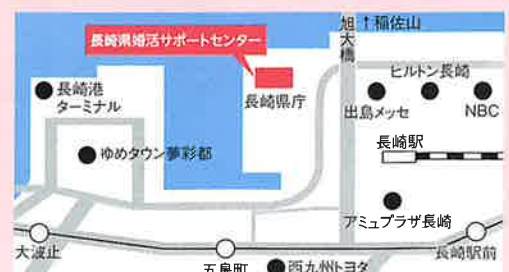 旭大橋
↑稲佐山
長崎県婚活サポートセンター
ヒルトン長崎
長崎港
ターミナル
長崎県庁
出島メッセ
NBC
長崎駅
ゆめタウン夢彩都
アミュプラザ長崎
大波止
五島町
西九州トヨタ
長崎駅前